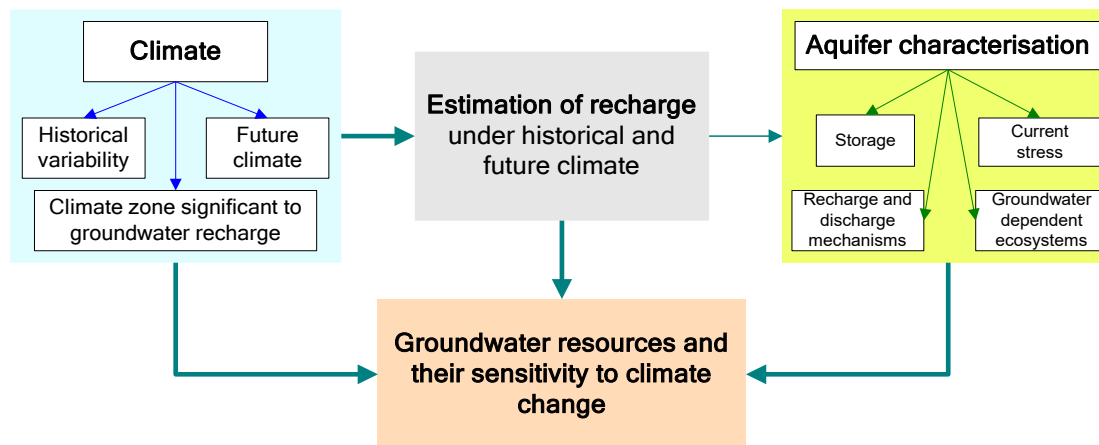 Climate
Historical
variability
Future
climate
Climate zone significant to
groundwater recharge
Estimation of recharge
under historical and
future climate
Aquifer characterisation
Storage
Current
stress
Recharge and
discharge
mechanisms
Groundwater
dependent
ecosystems
Groundwater resources and
their sensitivity to climate
change